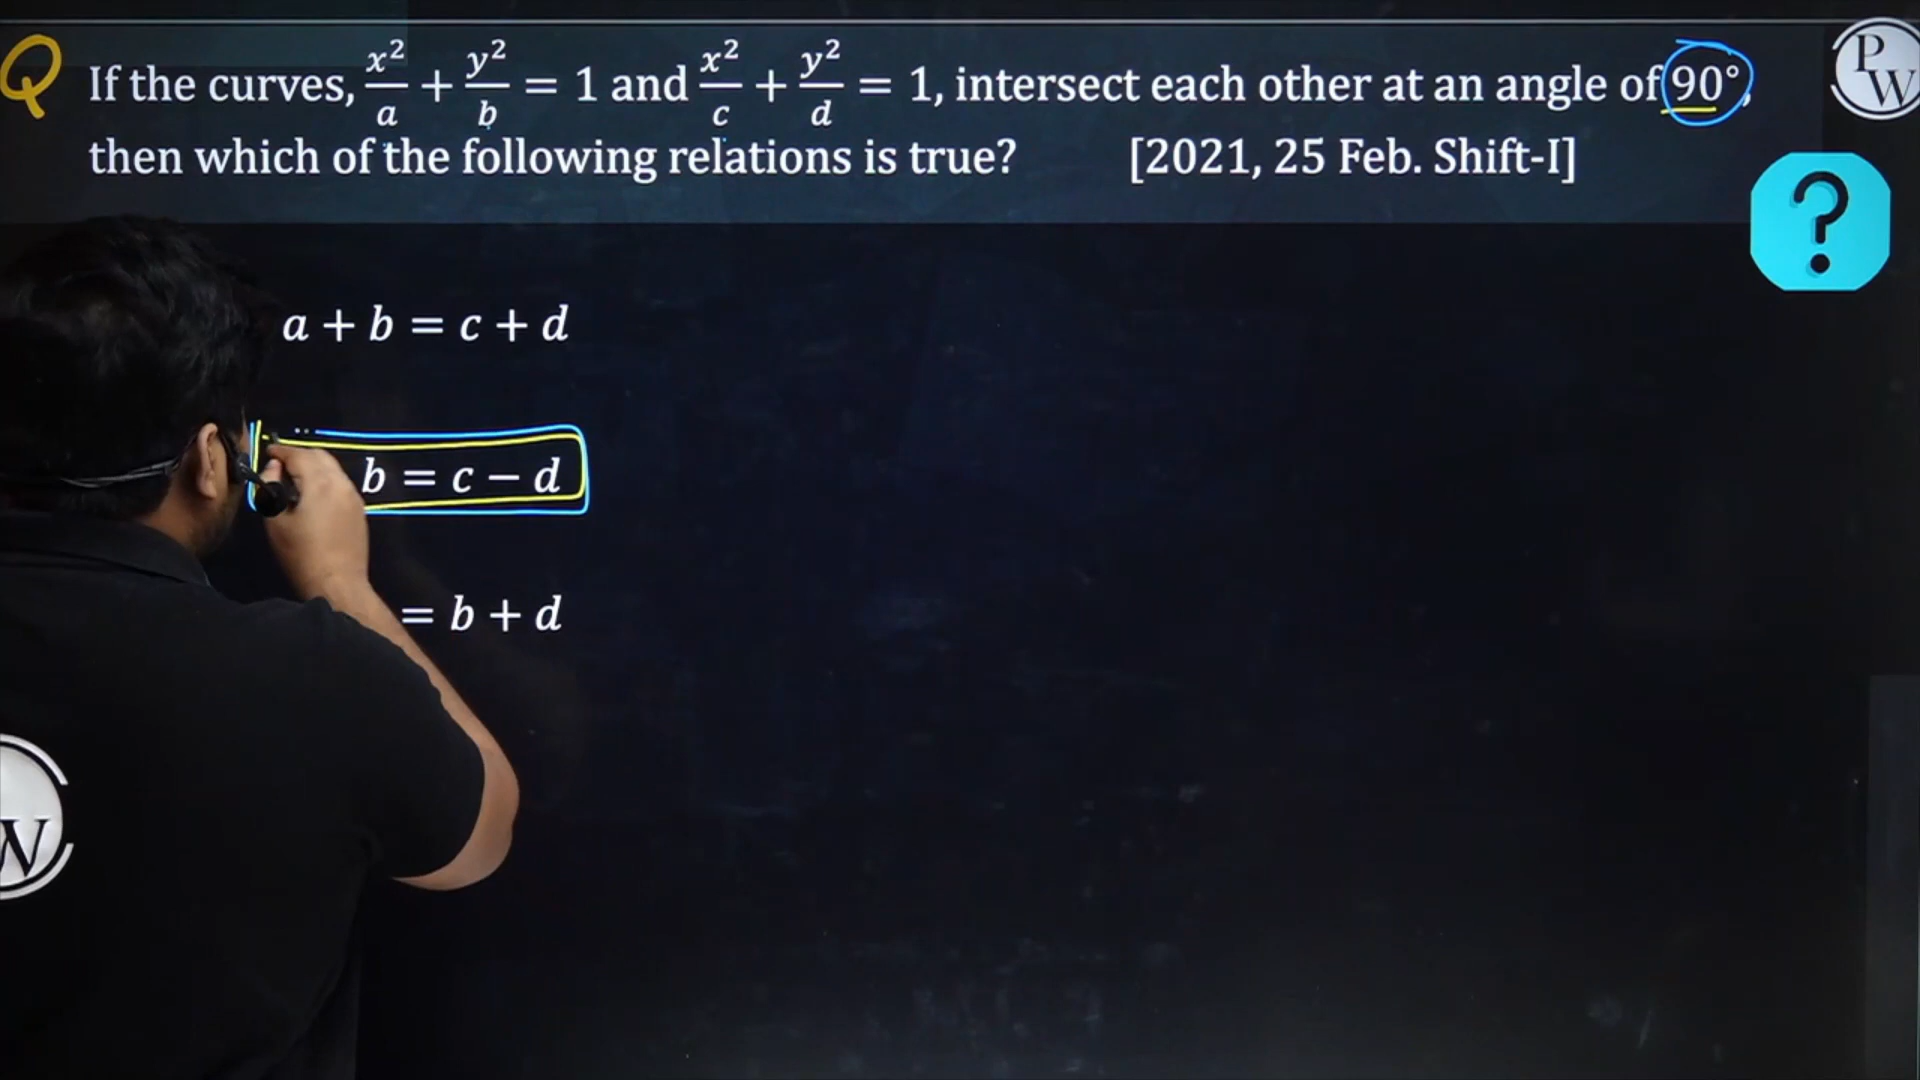 Q If the curves, x²/a + y²/b = 1 and x²/c + y²/d = 1, intersect each other at an angle of 90°,
then which of the following relations is true? [2021, 25 Feb. Shift-I]
PW
?
a + b = c + d
b = c − d
= b + d
W